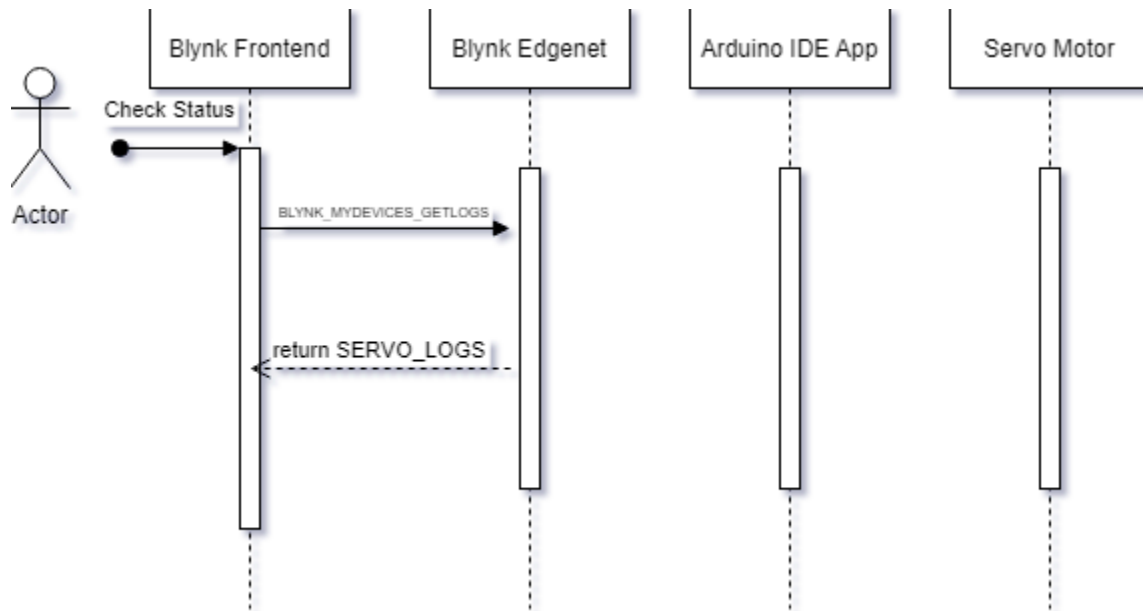 Blynk Frontend
Blynk Edgenet
Arduino IDE App
Servo Motor
Check Status
Actor
BLYNK_MYDEVICES_GETLOGS
return SERVO_LOGS